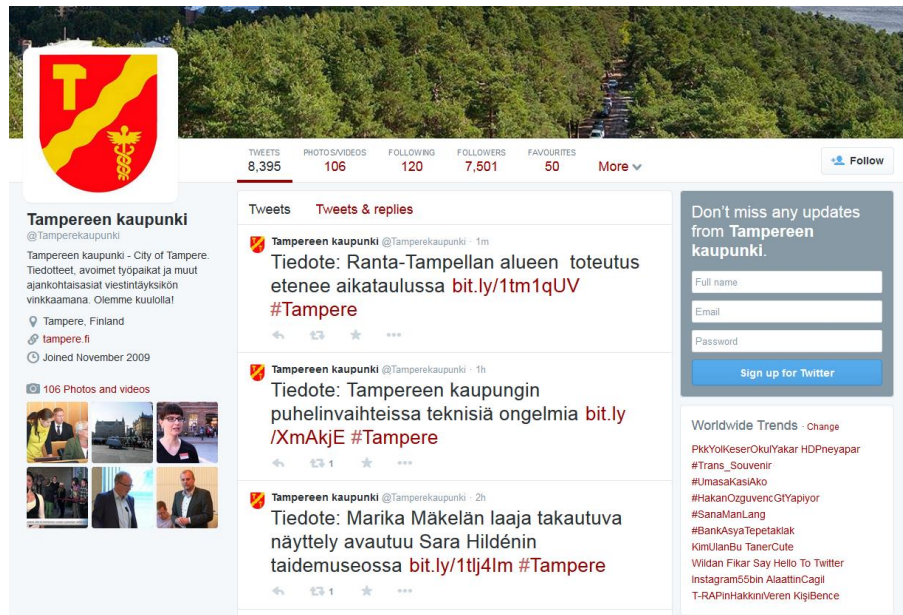 T
TWEETS
8,395
PHOTOS/VIDEOS
106
FOLLOWING
120
FOLLOWERS
7,501
FAVOURITES
50
More
Follow
Tampereen kaupunki
@Tamperekaupunki
Tampereen kaupunki - City of Tampere.
Tiedotteet, avoimet työpaikat ja muut
ajankohtaisasiat viestintäyksikön
vinkkaamana. Olemme kuulolla!
Tampere, Finland
tampere.fi
Joined November 2009
106 Photos and videos
Tweets Tweets & replies
Tampereen kaupunki @Tamperekaupunki · 1m
Tiedote: Ranta-Tampellan alueen toteutus
etenee aikataulussa bit.ly/1tm1qUV
#Tampere
Tampereen kaupunki @Tamperekaupunki · 1h
Tiedote: Tampereen kaupungin
puhelinvaihteissa teknisiä ongelmia bit.ly
/XmAkjE #Tampere
1
Tampereen kaupunki @Tamperekaupunki · 2h
Tiedote: Marika Mäkelän laaja takautuva
näyttely avautuu Sara Hildénin
taidemuseossa bit.ly/1tlj4Im #Tampere
1
Don't miss any updates
from Tampereen
kaupunki.
Full name
Email
Password
Sign up for Twitter
Worldwide Trends · Change
PkkYolKeserOkulYakar HDPneyapar
#Trans_Souvenir
#UmasaKasiAko
#HakanOzguvencGtYapiyor
#SanaManLang
#BankAsyaTepetaklak
KimUlanBu TanerCute
Wildan Fikar Say Hello To Twitter
Instagram55bin AlaattinCagil
T-RAPinHakkınıVeren KişiBence